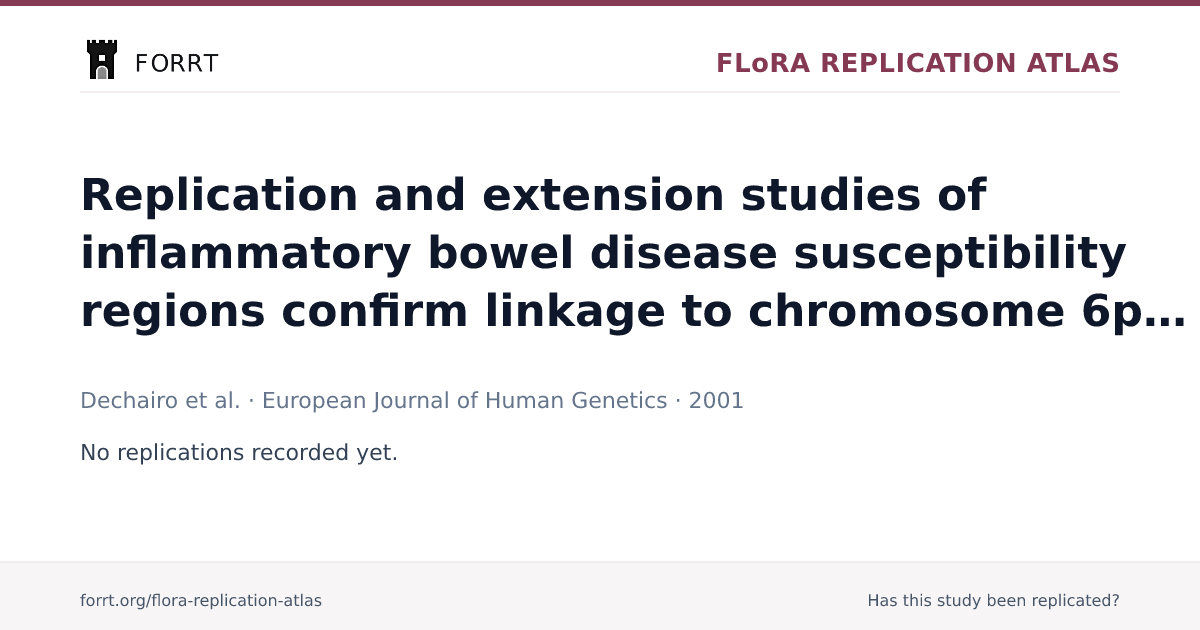 FORRT
FLoRA REPLICATION ATLAS
Replication and extension studies of
inflammatory bowel disease susceptibility
regions confirm linkage to chromosome 6p…
Dechairo et al. · European Journal of Human Genetics · 2001
No replications recorded yet.
forrt.org/flora-replication-atlas
Has this study been replicated?